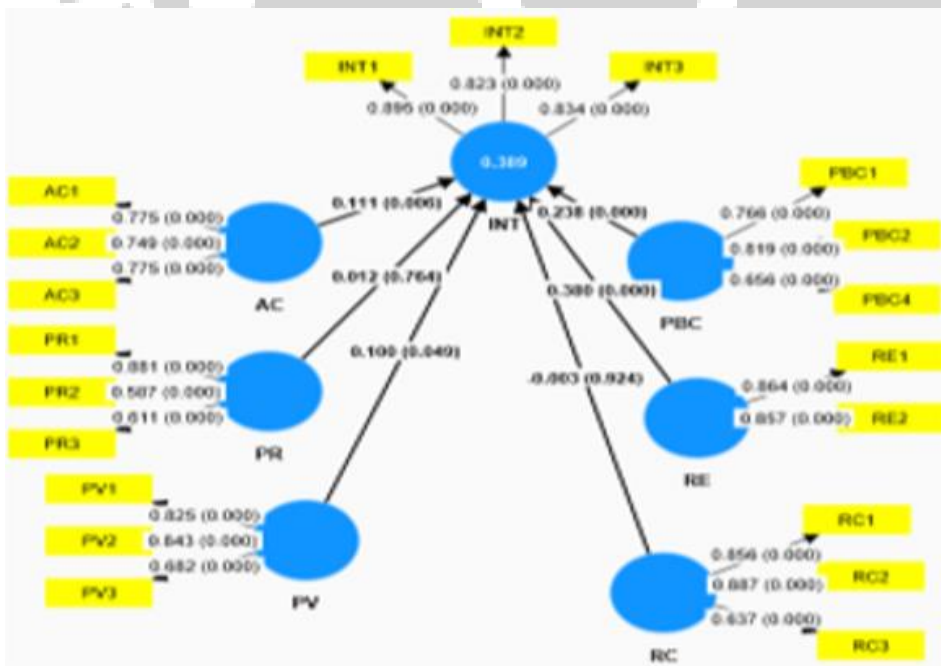 INT2
INT1
INT3
0.823 (0.000)
0.895 (0.000)
0.834 (0.000)
0.389
INT
AC1
AC2
AC3
0.775 (0.000)
0.749 (0.000)
0.775 (0.000)
AC
0.111 (0.006)
PR1
PR2
PR3
0.881 (0.000)
0.507 (0.000)
0.611 (0.000)
PR
0.012 (0.764)
PV1
PV2
PV3
0.825 (0.000)
0.843 (0.000)
0.682 (0.000)
PV
0.100 (0.049)
PBC1
PBC2
PBC4
0.766 (0.000)
0.819 (0.000)
0.656 (0.000)
PBC
0.238 (0.000)
RE1
RE2
0.864 (0.000)
0.857 (0.000)
RE
0.380 (0.000)
RC1
RC2
RC3
0.856 (0.000)
0.887 (0.000)
0.637 (0.000)
RC
-0.003 (0.924)